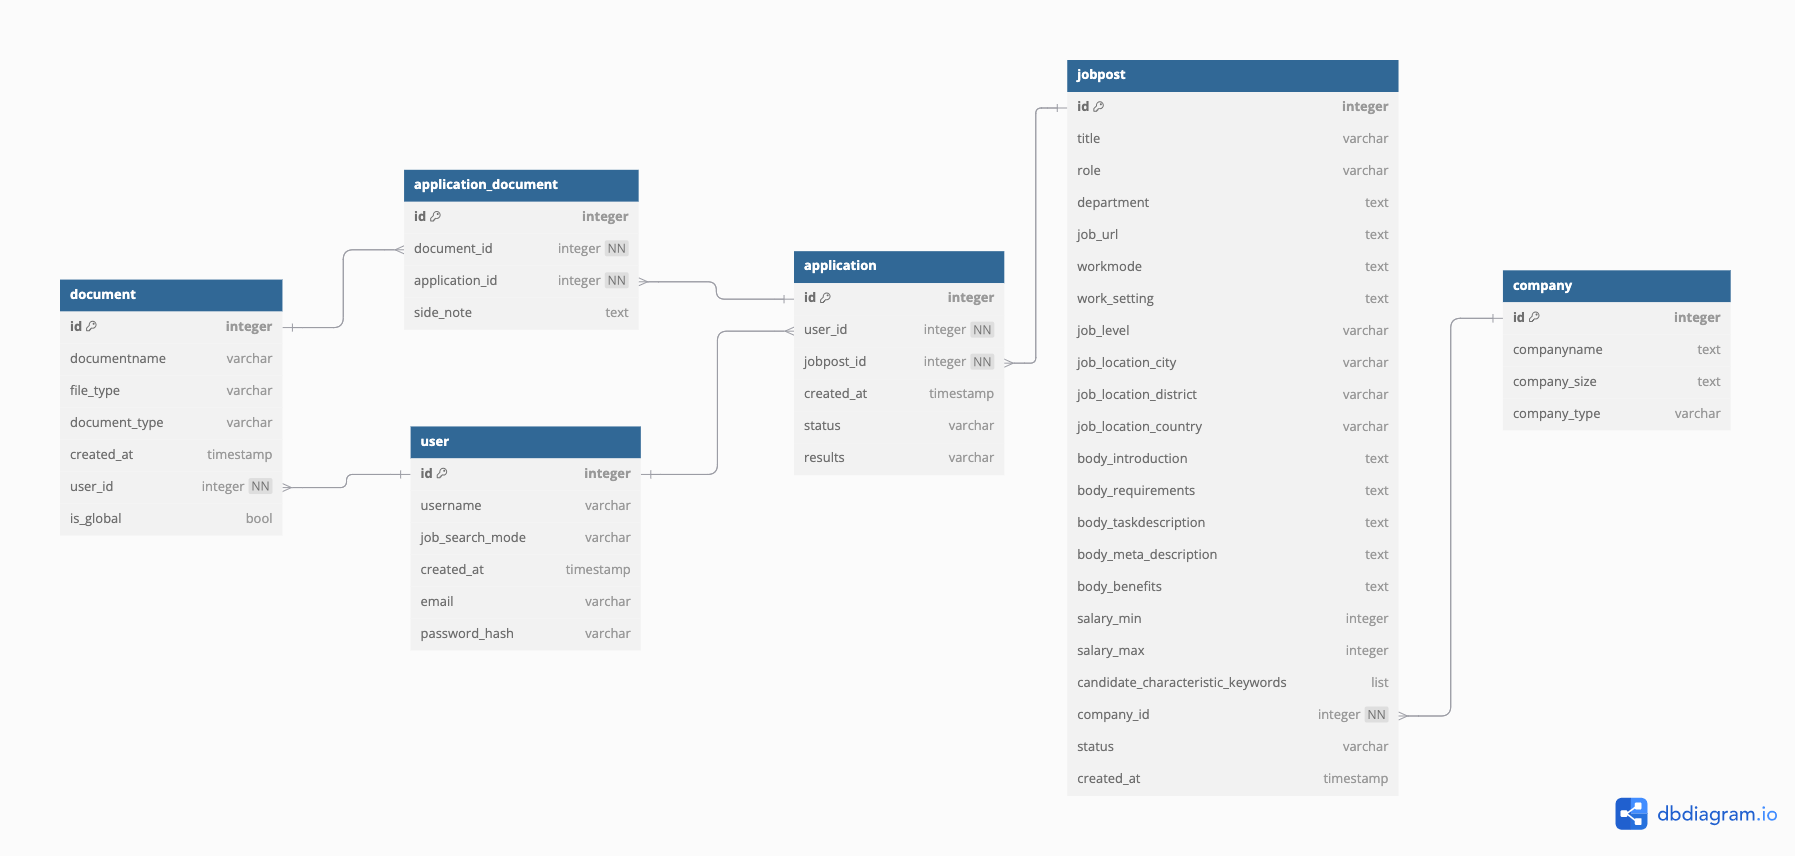 document
id integer
documentname varchar
file_type varchar
document_type varchar
created_at timestamp
user_id integer NN
is_global bool
application_document
id integer
document_id integer NN
application_id integer NN
side_note text
user
id integer
username varchar
job_search_mode varchar
created_at timestamp
email varchar
password_hash varchar
application
id integer
user_id integer NN
jobpost_id integer NN
created_at timestamp
status varchar
results varchar
jobpost
id integer
title varchar
role varchar
department text
job_url text
workmode text
work_setting text
job_level varchar
job_location_city varchar
job_location_district varchar
job_location_country varchar
body_introduction text
body_requirements text
body_taskdescription text
body_meta_description text
body_benefits text
salary_min integer
salary_max integer
candidate_characteristic_keywords list
company_id integer NN
status varchar
created_at timestamp
company
id integer
companyname text
company_size text
company_type varchar
dbdiagram.io